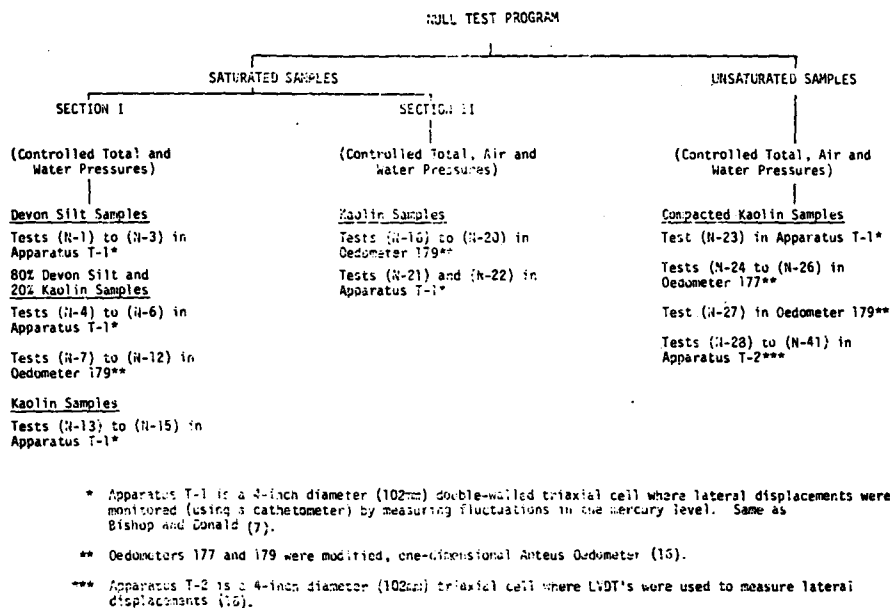 NULL TEST PROGRAM
SATURATED SAMPLES
UNSATURATED SAMPLES
SECTION I
SECTION II
(Controlled Total and
Water Pressures)
(Controlled Total, Air and
Water Pressures)
(Controlled Total, Air and
Water Pressures)
Devon Silt Samples
Tests (N-1) to (N-3) in
Apparatus T-1*
80% Devon Silt and
20% Kaolin Samples
Tests (N-4) to (N-6) in
Apparatus T-1*
Tests (N-7) to (N-12) in
Oedometer 179**
Kaolin Samples
Tests (N-13) to (N-15) in
Apparatus T-1*
Kaolin Samples
Tests (N-16) to (N-20) in
Oedometer 179**
Tests (N-21) and (N-22) in
Apparatus T-1*
Compacted Kaolin Samples
Test (N-23) in Apparatus T-1*
Tests (N-24 to (N-26) in
Oedometer 177**
Test (N-27) in Oedometer 179**
Tests (N-28) to (N-41) in
Apparatus T-2***
* Apparatus T-1 is a 4-inch diameter (102mm) double-walled triaxial cell where lateral displacements were
monitored (using a cathetometer) by measuring fluctuations in the mercury level. Same as
Bishop and Donald (7).
** Oedometers 177 and 179 were modified, one-dimensional Anteus Oedometer (16).
*** Apparatus T-2 is a 4-inch diameter (102mm) triaxial cell where LVDT's were used to measure lateral
displacements (16).